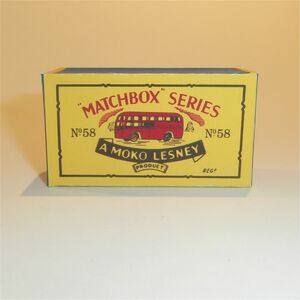 "MATCHBOX" SERIES
Nº58 Nº58
A MOKO LESNEY
PRODUCT
REGD